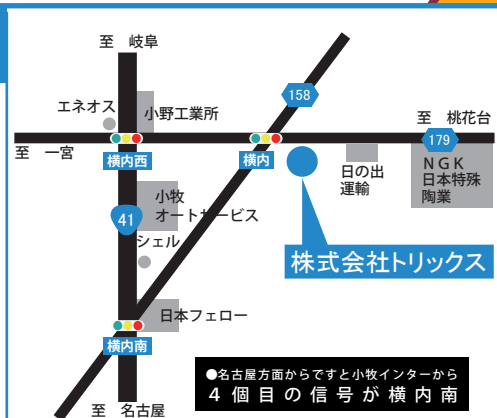 至 岐阜
158
エネオス
小野工業所
至 桃花台
179
至 一宮
横内西
横内
日の出
運輸
NGK
日本特殊
陶業
小牧
オートサービス
41
シェル
株式会社トリックス
日本フェロー
横内南
●名古屋方面からですと小牧インターから
4個目の信号が横内南
至 名古屋